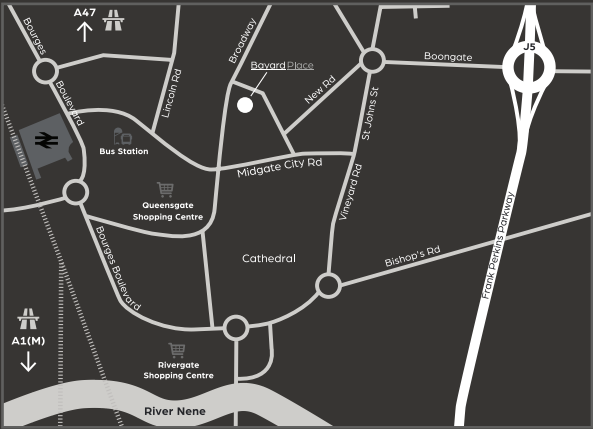 A47
Bourges
Boulevard
Lincoln Rd
Broadway
Bayard Place
New Rd
Boongate
J5
St Johns St
Bus Station
Midgate City Rd
Vineyard Rd
Queensgate
Shopping Centre
Bourges Boulevard
Cathedral
Bishop's Rd
Frank Perkins Parkway
A1(M)
Rivergate
Shopping Centre
River Nene